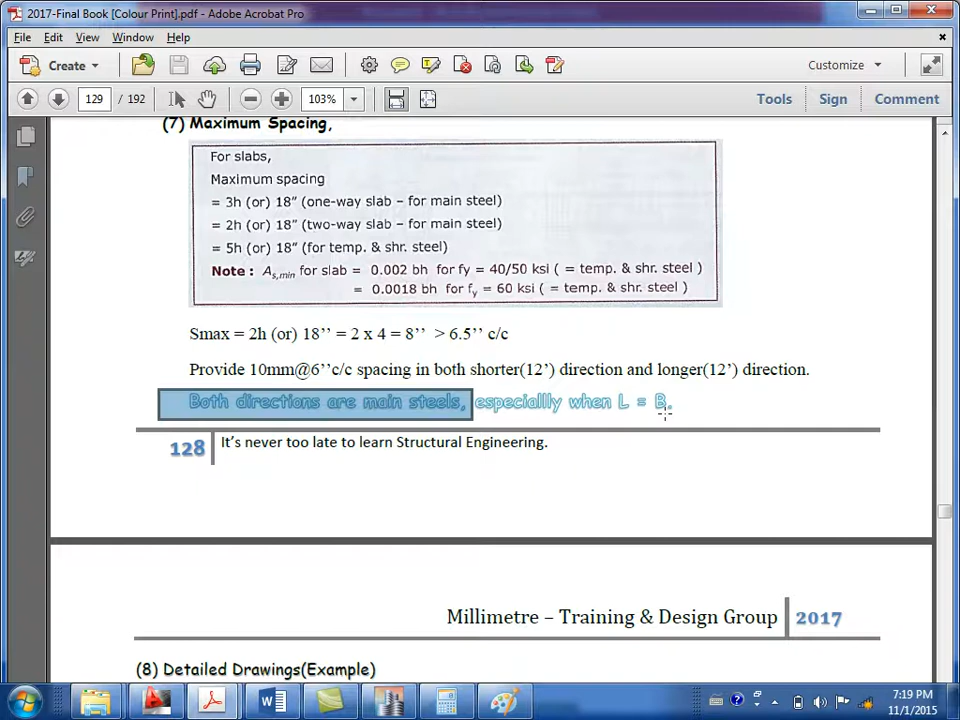 2017-Final Book [Colour Print].pdf - Adobe Acrobat Pro
File Edit View Window Help
Create Customize
129 / 192 103% Tools Sign Comment
(7) Maximum Spacing,
For slabs,
Maximum spacing
= 3h (or) 18″ (one-way slab – for main steel)
= 2h (or) 18″ (two-way slab – for main steel)
= 5h (or) 18″ (for temp. & shr. steel)
Note : As,min for slab = 0.002 bh for fy = 40/50 ksi ( = temp. & shr. steel )
= 0.0018 bh for fy = 60 ksi ( = temp. & shr. steel )
Smax = 2h (or) 18’’ = 2 x 4 = 8’’ > 6.5’’ c/c
Provide 10mm@6’’c/c spacing in both shorter(12’) direction and longer(12’) direction.
Both directions are main steels, especiallly when L = B.
128 It’s never too late to learn Structural Engineering.
Millimetre – Training & Design Group 2017
(8) Detailed Drawings(Example)
7:19 PM
11/1/2015